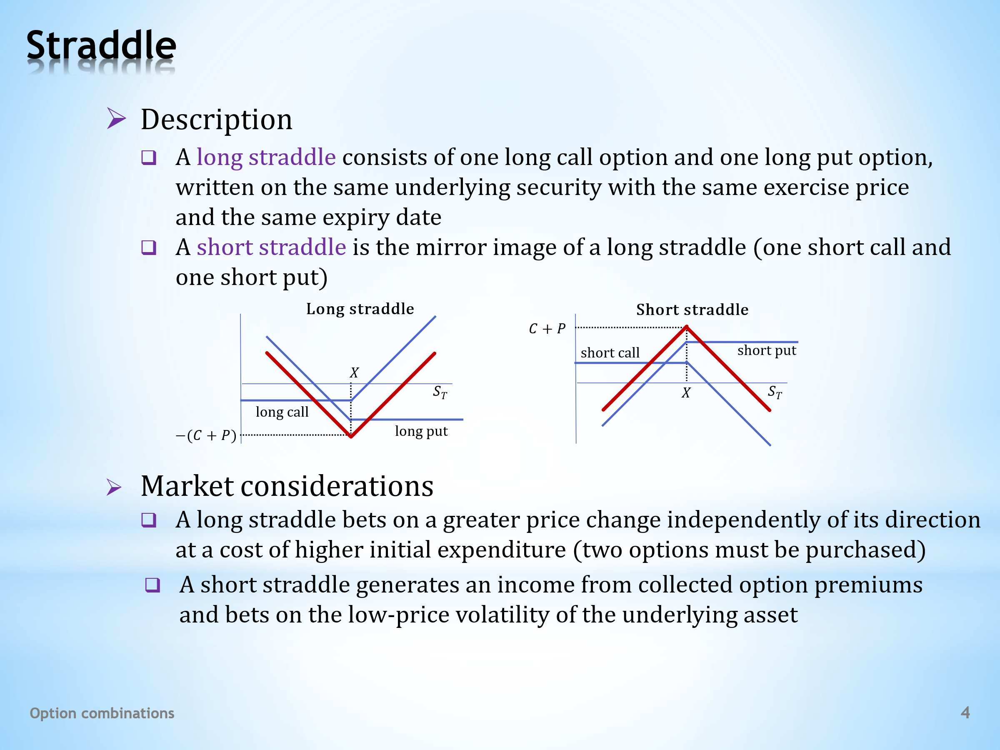 Straddle
Description
A long straddle consists of one long call option and one long put option,
written on the same underlying security with the same exercise price
and the same expiry date
A short straddle is the mirror image of a long straddle (one short call and
one short put)
Long straddle
X
S_T
long call
long put
−(C + P)
Short straddle
C + P
short call
short put
X
S_T
Market considerations
A long straddle bets on a greater price change independently of its direction
at a cost of higher initial expenditure (two options must be purchased)
A short straddle generates an income from collected option premiums
and bets on the low-price volatility of the underlying asset
Option combinations
4